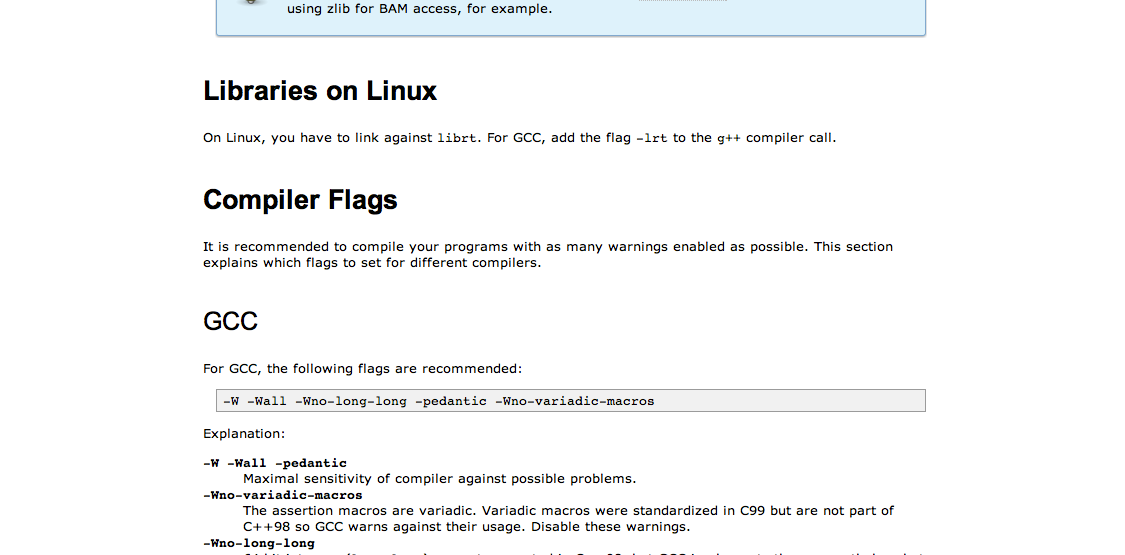 using zlib for BAM access, for example.
Libraries on Linux
On Linux, you have to link against librt. For GCC, add the flag -lrt to the g++ compiler call.
Compiler Flags
It is recommended to compile your programs with as many warnings enabled as possible. This section
explains which flags to set for different compilers.
GCC
For GCC, the following flags are recommended:
-W -Wall -Wno-long-long -pedantic -Wno-variadic-macros
Explanation:
-W -Wall -pedantic
Maximal sensitivity of compiler against possible problems.
-Wno-variadic-macros
The assertion macros are variadic. Variadic macros were standardized in C99 but are not part of
C++98 so GCC warns against their usage. Disable these warnings.
-Wno-long-long